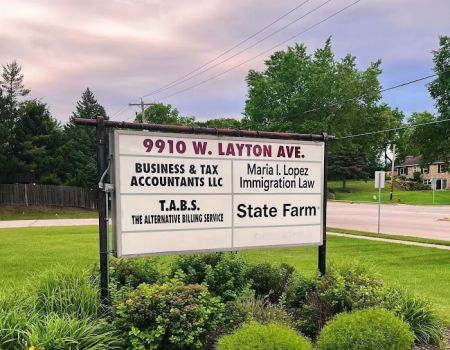 9910 W. LAYTON AVE.
BUSINESS & TAX
ACCOUNTANTS LLC
Maria I. Lopez
Immigration Law
T.A.B.S.
THE ALTERNATIVE BILLING SERVICE
State Farm®